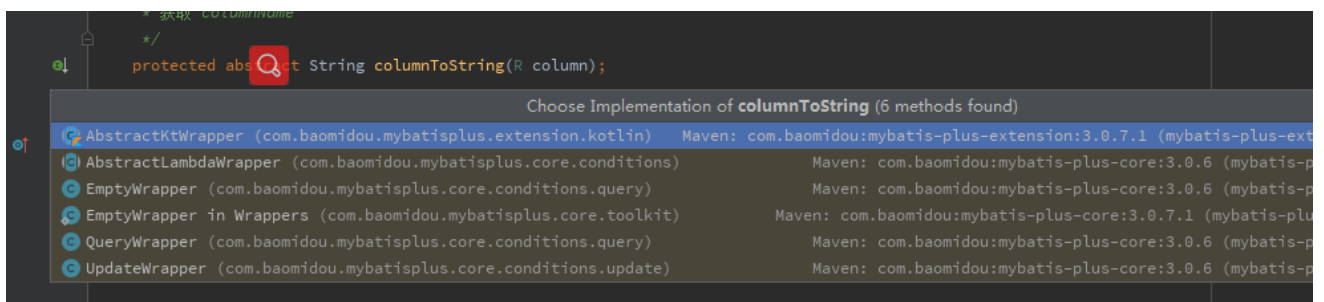 * 获取 columnName
*/
protected abs ct String columnToString(R column);
Choose Implementation of columnToString (6 methods found)
AbstractKtWrapper (com.baomidou.mybatisplus.extension.kotlin) Maven: com.baomidou:mybatis-plus-extension:3.0.7.1 (mybatis-plus-ext
AbstractLambdaWrapper (com.baomidou.mybatisplus.core.conditions) Maven: com.baomidou:mybatis-plus-core:3.0.6 (mybatis-p
EmptyWrapper (com.baomidou.mybatisplus.core.conditions.query) Maven: com.baomidou:mybatis-plus-core:3.0.6 (mybatis-p
EmptyWrapper in Wrappers (com.baomidou.mybatisplus.core.toolkit) Maven: com.baomidou:mybatis-plus-core:3.0.7.1 (mybatis-plu
QueryWrapper (com.baomidou.mybatisplus.core.conditions.query) Maven: com.baomidou:mybatis-plus-core:3.0.6 (mybatis-p
UpdateWrapper (com.baomidou.mybatisplus.core.conditions.update) Maven: com.baomidou:mybatis-plus-core:3.0.6 (mybatis-p